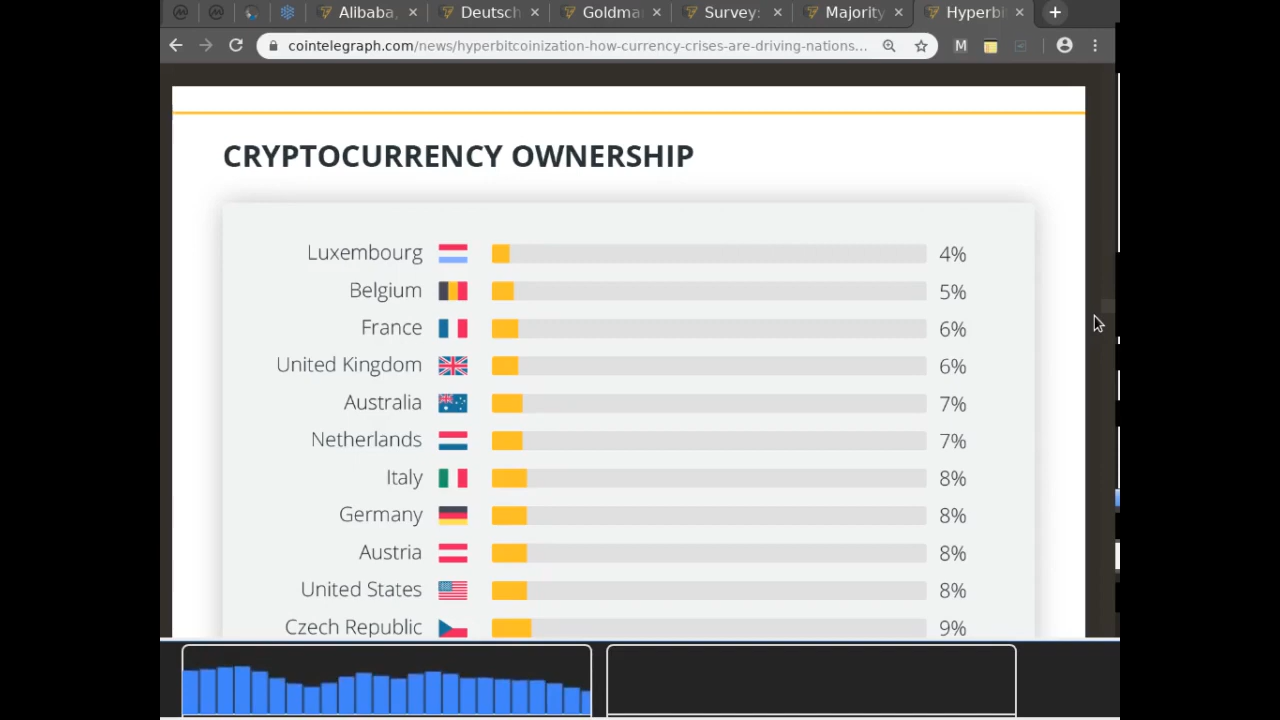 Alibaba, Deutsch Goldma Survey: Majority Hyperbi
cointelegraph.com/news/hyperbitcoinization-how-currency-crises-are-driving-nations...
M
CRYPTOCURRENCY OWNERSHIP
Luxembourg 4%
Belgium 5%
France 6%
United Kingdom 6%
Australia 7%
Netherlands 7%
Italy 8%
Germany 8%
Austria 8%
United States 8%
Czech Republic 9%